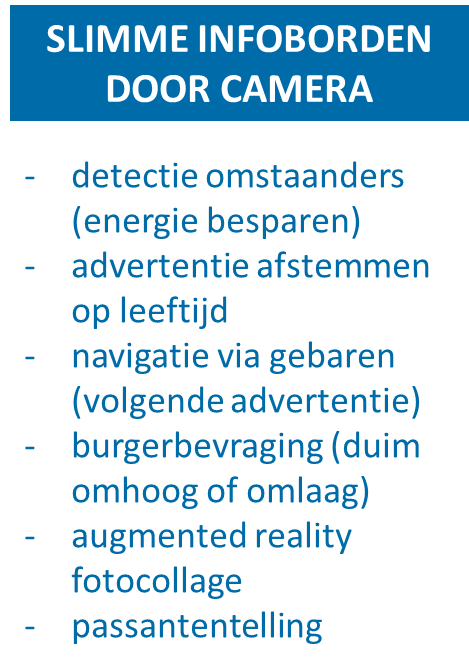 SLIMME INFOBORDEN
DOOR CAMERA
- detectie omstaanders
(energie besparen)
- advertentie afstemmen
op leeftijd
- navigatie via gebaren
(volgende advertentie)
- burgerbevraging (duim
omhoog of omlaag)
- augmented reality
fotocollage
- passantentelling